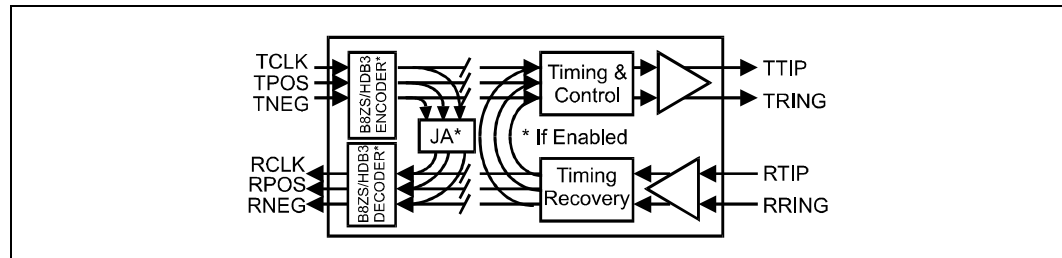 TCLK
TPOS
TNEG
B8ZS/HDB3
ENCODER*
Timing &
Control
TTIP
TRING
JA*
* If Enabled
RCLK
RPOS
RNEG
B8ZS/HDB3
DECODER*
Timing
Recovery
RTIP
RRING